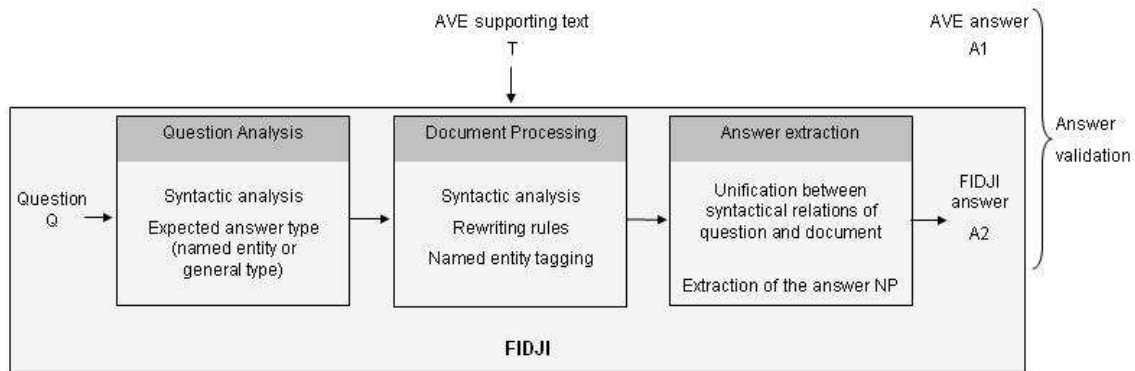 AVE supporting text
T
AVE answer
A1
Question Analysis
Document Processing
Answer extraction
Answer
validation
Question
Q
Syntactic analysis
Expected answer type
(named entity or
general type)
Syntactic analysis
Rewriting rules
Named entity tagging
Unification between
syntactical relations of
question and document
Extraction of the answer NP
FIDJI
answer
A2
FIDJI